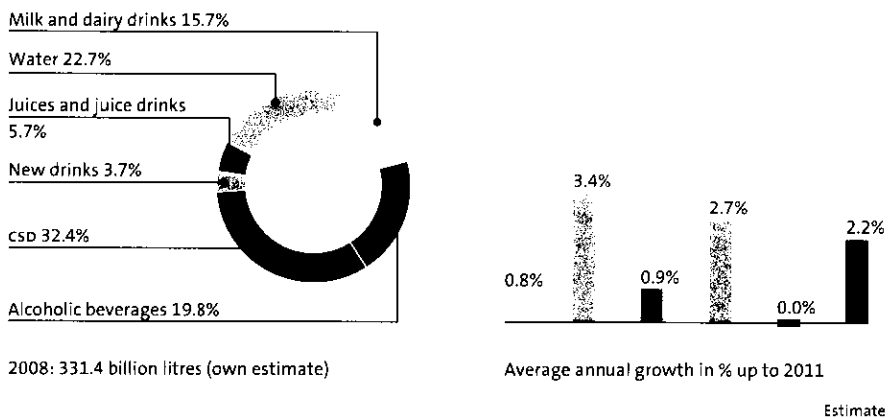 Milk and dairy drinks 15.7%
Water 22.7%
Juices and juice drinks
5.7%
New drinks 3.7%
CSD 32.4%
Alcoholic beverages 19.8%
2008: 331.4 billion litres (own estimate)
0.8%
3.4%
0.9%
2.7%
0.0%
2.2%
Average annual growth in % up to 2011
Estimate